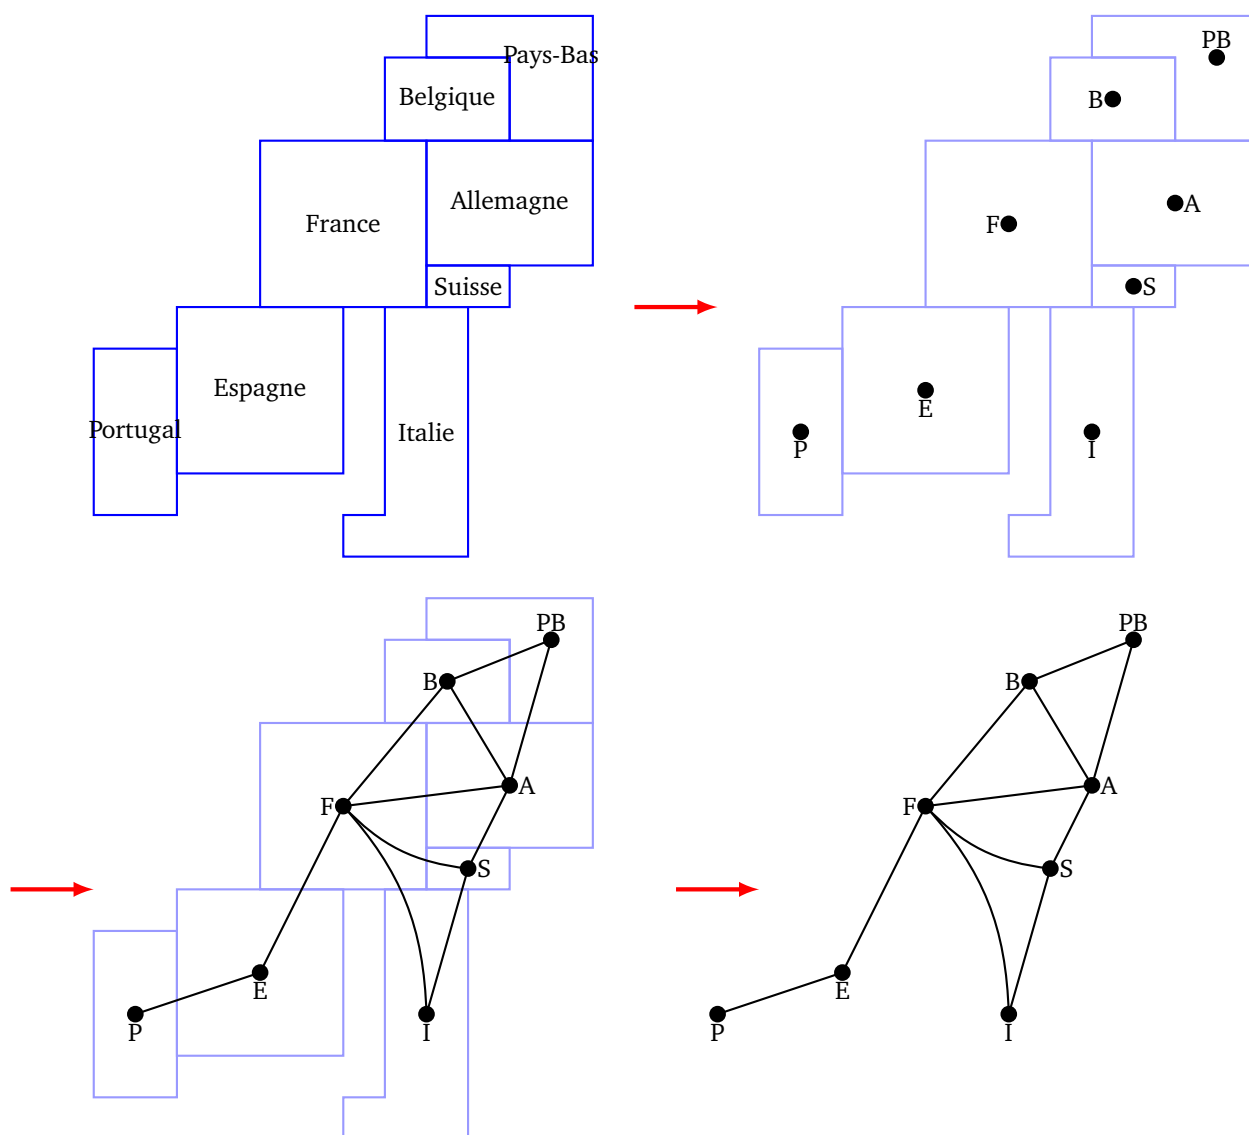 Pays-Bas
Belgique
Allemagne
France
Suisse
Espagne
Portugal
Italie
PB
B
A
F
S
E
P
I
PB
B
A
F
S
E
P
I
PB
B
A
F
S
E
P
I